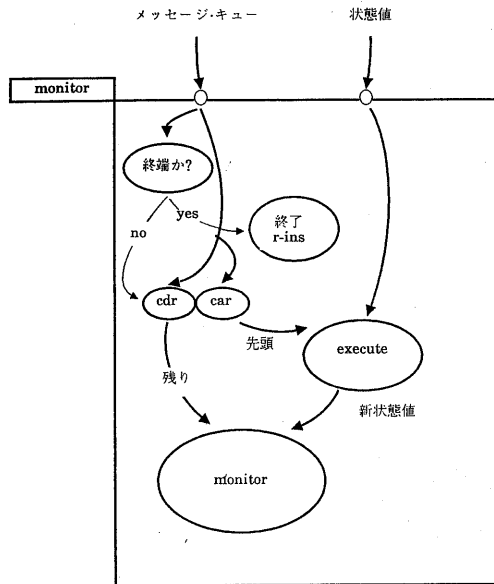 メッセージ・キュー
状態値
monitor
終端か?
yes
no
終了
r-ins
cdr
car
先頭
execute
残り
新状態値
monitor